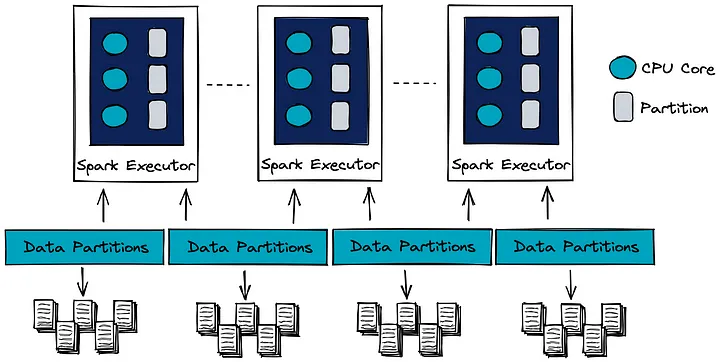 CPU Core
Partition
Spark Executor
Spark Executor
Spark Executor
Data Partitions
Data Partitions
Data Partitions
Data Partitions